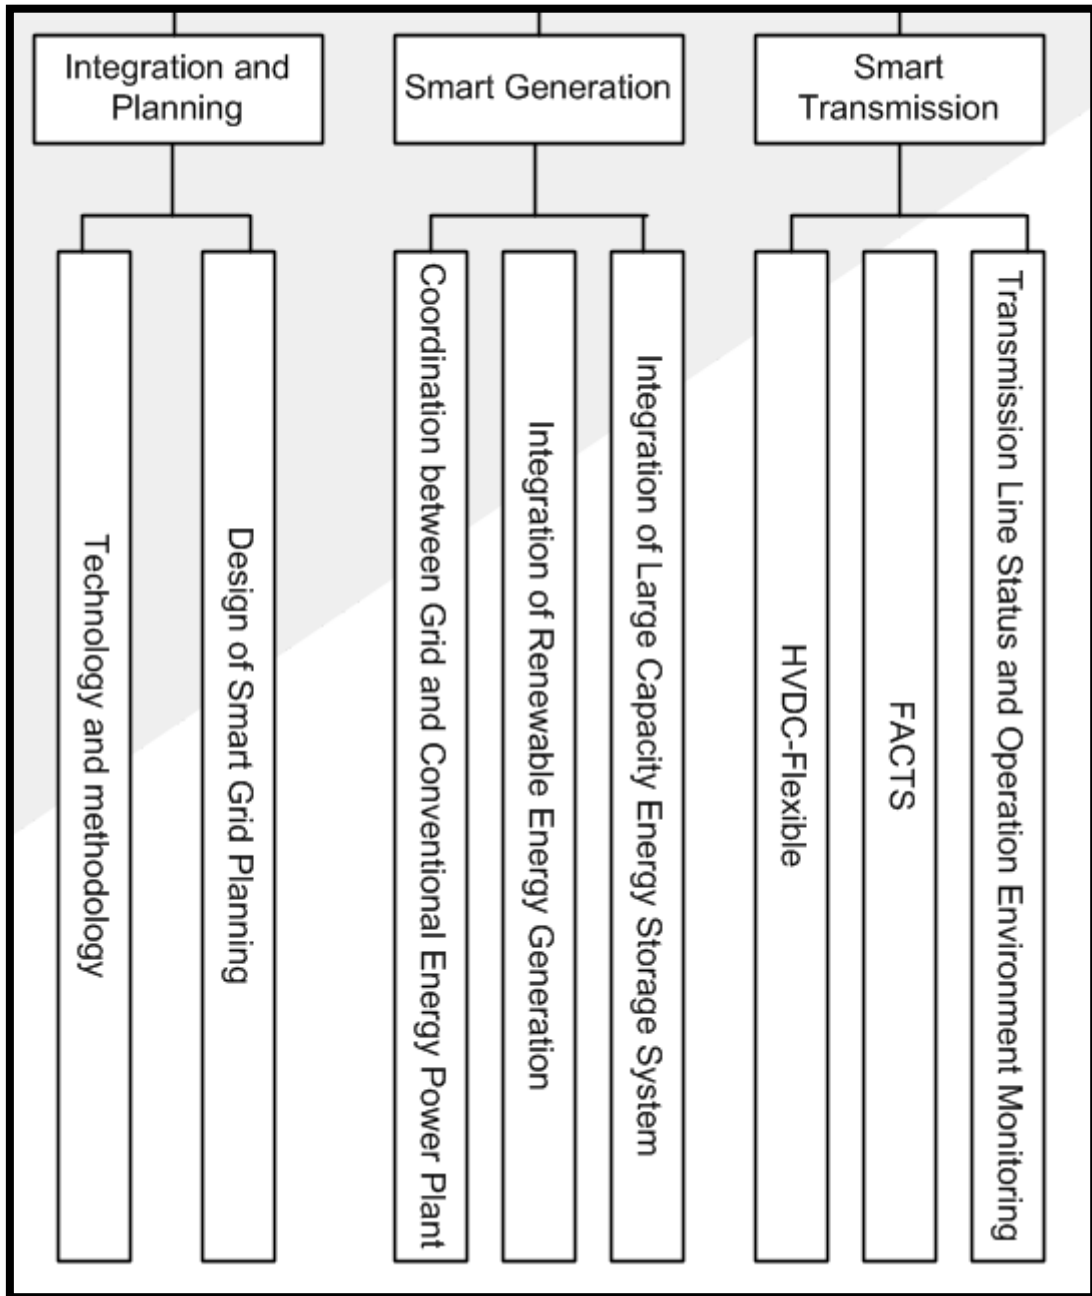 Integration and
Planning
Smart Generation
Smart
Transmission
Technology and methodology
Design of Smart Grid Planning
Coordination between Grid and Conventional Energy Power Plant
Integration of Renewable Energy Generation
Integration of Large Capacity Energy Storage System
HVDC-Flexible
FACTS
Transmission Line Status and Operation Environment Monitoring